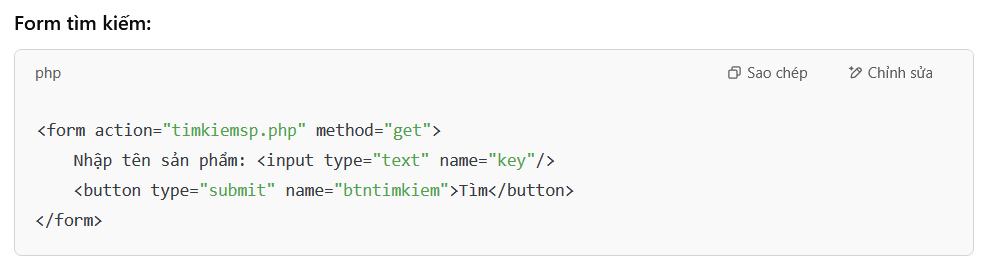 Form tìm kiếm:
php
Sao chép
Chỉnh sửa
<form action="timkiemsp.php" method="get">
    Nhập tên sản phẩm: <input type="text" name="key"/>
    <button type="submit" name="btntimkiem">Tìm</button>
</form>